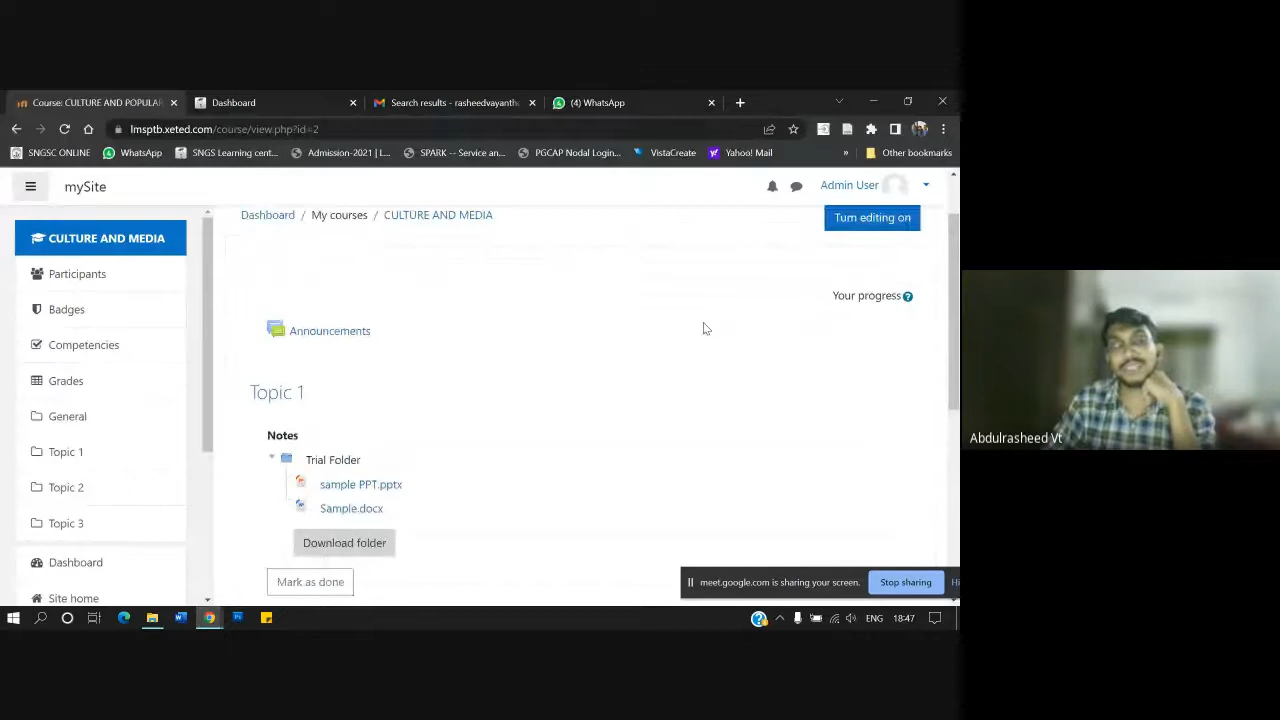 Course: CULTURE AND POPULAR
Dashboard
Search results - rasheedvayanth
(4) WhatsApp
lmsptb.xeted.com/course/view.php?id=2
SNGSC ONLINE
WhatsApp
SNGS Learning cent...
Admission-2021 | L...
SPARK -- Service an...
PGCAP Nodal Login...
VistaCreate
Yahoo! Mail
»
Other bookmarks
mySite
Admin User
Dashboard / My courses / CULTURE AND MEDIA
Turn editing on
CULTURE AND MEDIA
Participants
Badges
Competencies
Grades
General
Topic 1
Topic 2
Topic 3
Dashboard
Site home
Your progress
Announcements
Topic 1
Notes
Trial Folder
sample PPT.pptx
Sample.docx
Download folder
Mark as done
meet.google.com is sharing your screen.
Stop sharing
Hi
ENG
18:47
Abdulrasheed Vt